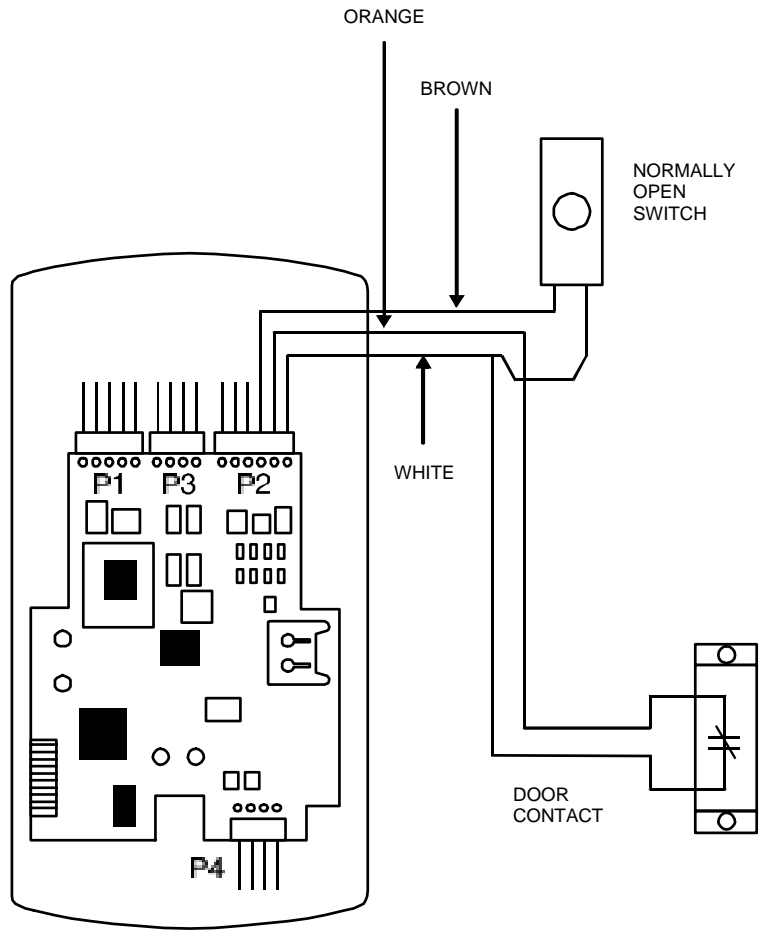 ORANGE
BROWN
NORMALLY
OPEN
SWITCH
WHITE
P1 P3 P2
DOOR
CONTACT
P4